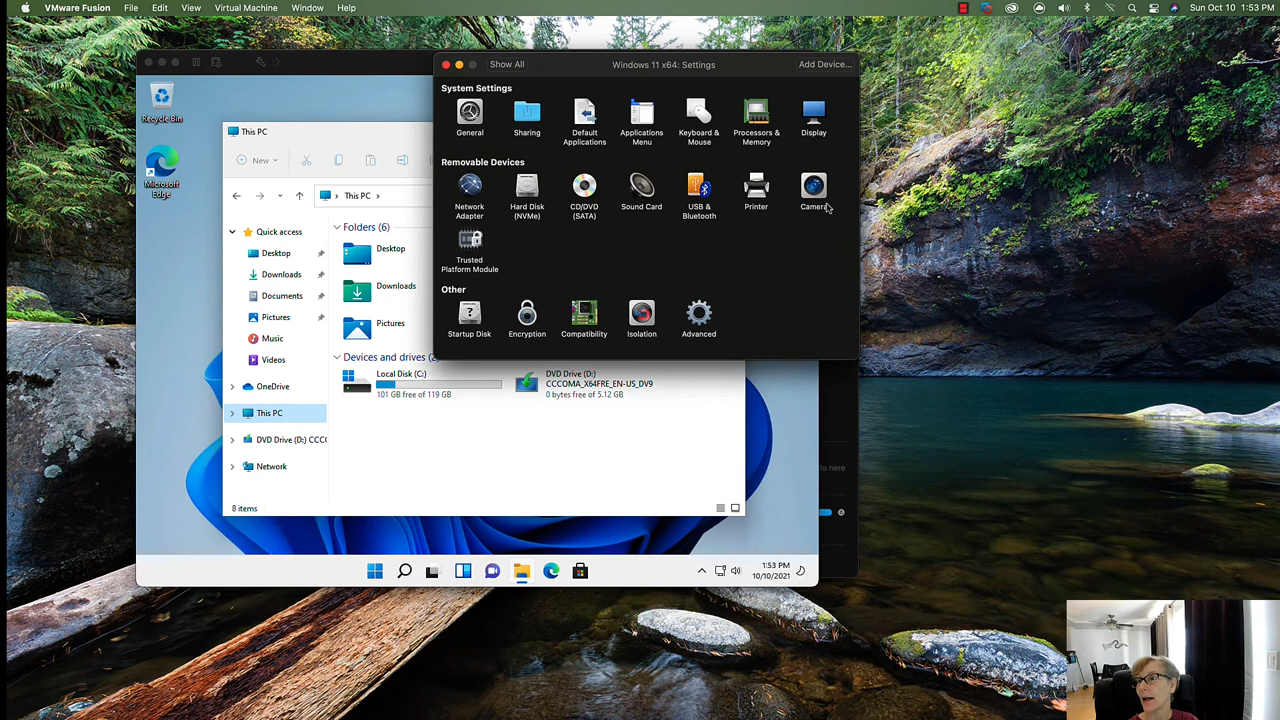 VMware Fusion File Edit View Virtual Machine Window Help Sun Oct 10 1:53 PM
Show All Windows 11 x64: Settings Add Device...
System Settings
General Sharing Default Applications Applications Menu Keyboard & Mouse Processors & Memory Display
Removable Devices
Network Adapter Hard Disk (NVMe) CD/DVD (SATA) Sound Card USB & Bluetooth Printer Camera
Trusted Platform Module
Other
Startup Disk Encryption Compatibility Isolation Advanced
Recycle Bin
Microsoft Edge
This PC
New
This PC
Quick access
Desktop
Downloads
Documents
Pictures
Music
Videos
OneDrive
This PC
DVD Drive (D:) CCC
Network
Folders (6)
Desktop
Downloads
Pictures
Devices and drives (2
Local Disk (C:)
101 GB free of 119 GB
DVD Drive (D:)
CCCOMA_X64FRE_EN-US_DV9
0 bytes free of 5.12 GB
8 items
le here
1:53 PM
10/10/2021